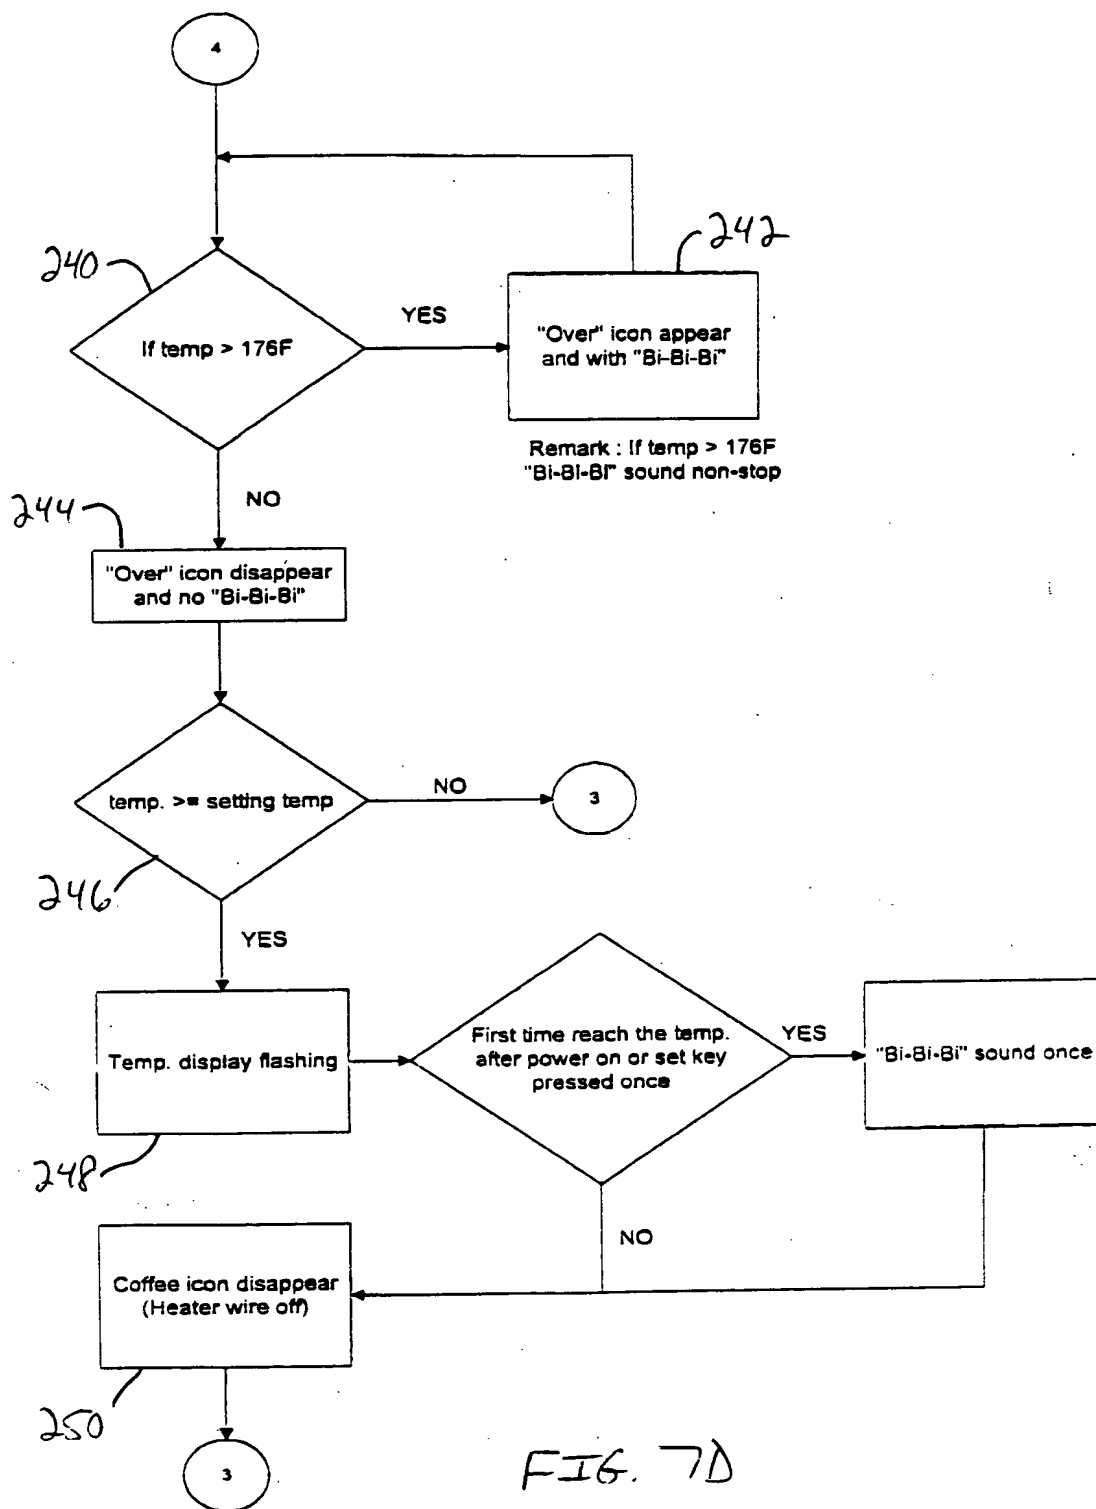 4
240
If temp > 176F
YES
242
"Over" icon appear
and with "Bi-Bi-Bi"
Remark : If temp > 176F
"Bi-Bi-Bi" sound non-stop
NO
244
"Over" icon disappear
and no "Bi-Bi-Bi"
temp. >= setting temp
NO
3
246
YES
Temp. display flashing
248
First time reach the temp.
after power on or set key
pressed once
YES
"Bi-Bi-Bi" sound once
NO
Coffee icon disappear
(Heater wire off)
250
3
FIG. 7D